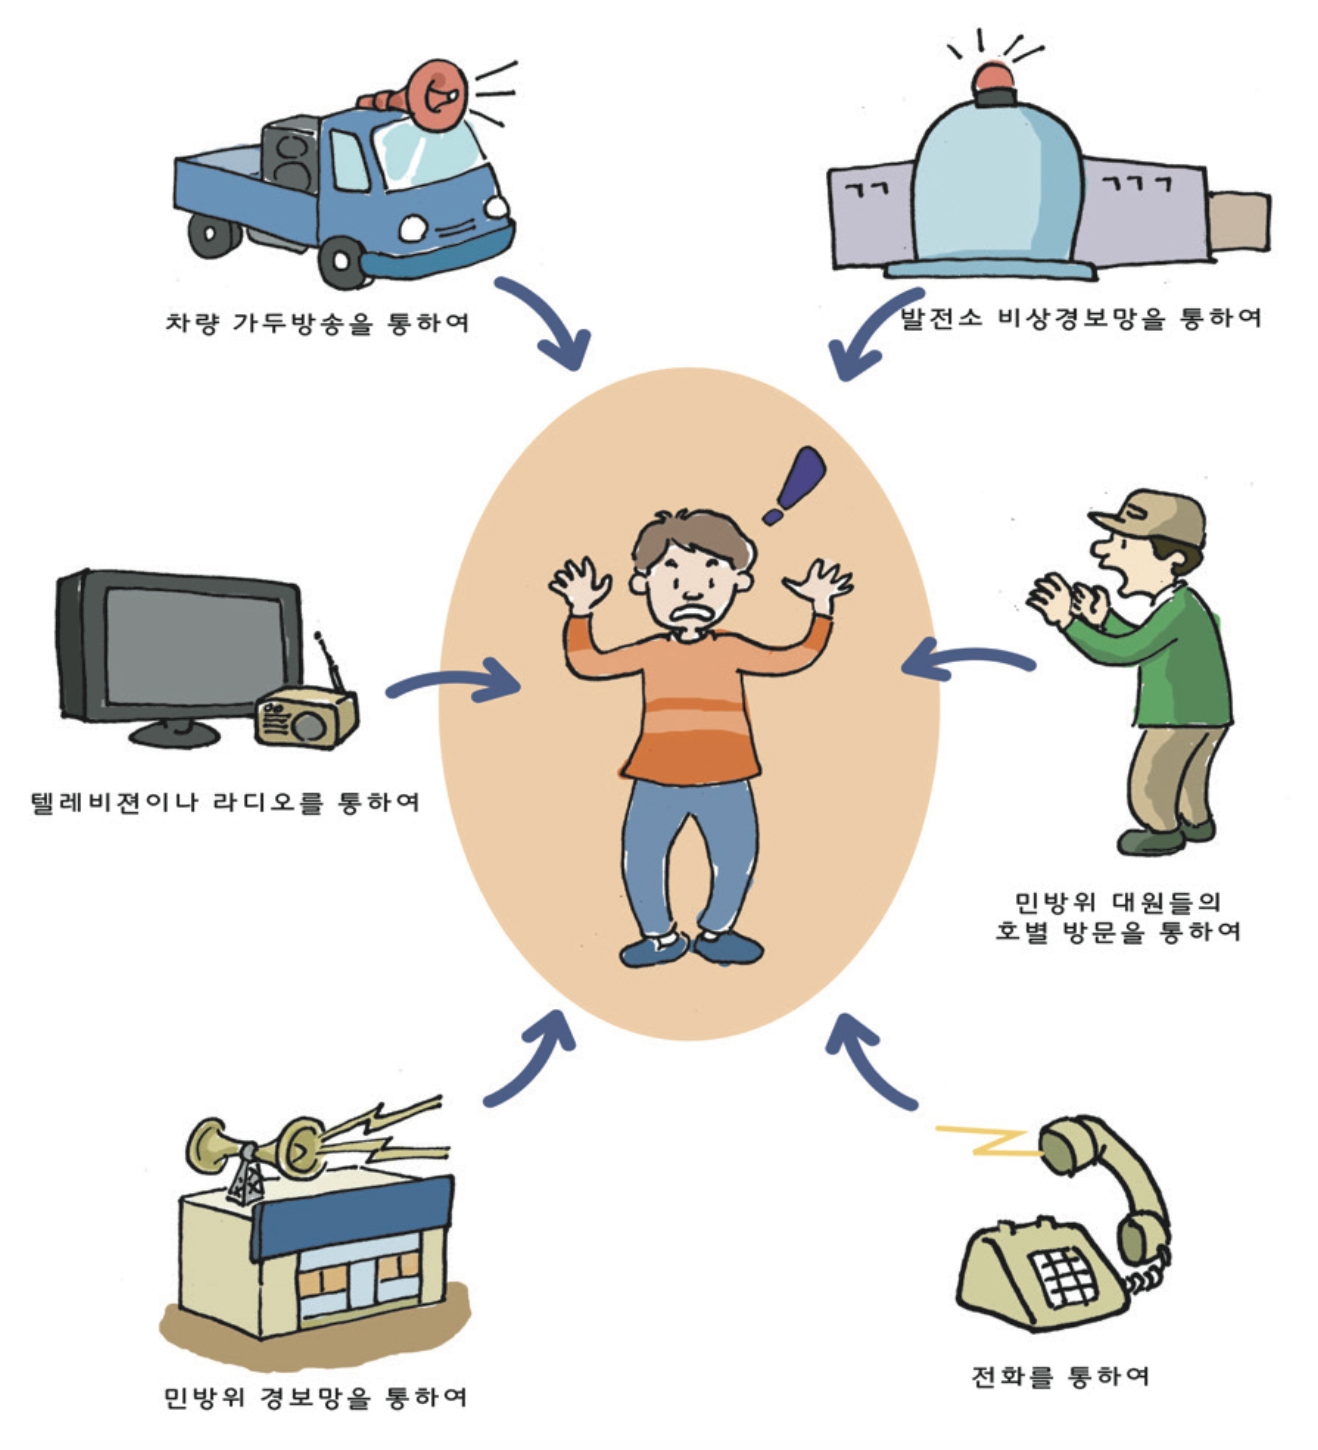 차량 가두방송을 통하여
발전소 비상경보망을 통하여
텔레비젼이나 라디오를 통하여
민방위 대원들의
호별 방문을 통하여
민방위 경보망을 통하여
전화를 통하여